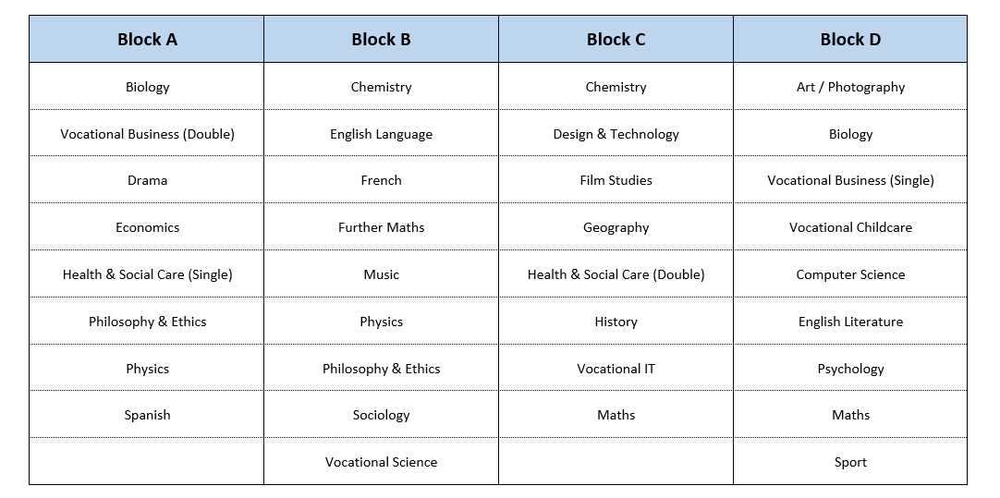 Block A Block B Block C Block D
Biology Chemistry Chemistry Art / Photography
Vocational Business (Double) English Language Design & Technology Biology
Drama French Film Studies Vocational Business (Single)
Economics Further Maths Geography Vocational Childcare
Health & Social Care (Single) Music Health & Social Care (Double) Computer Science
Philosophy & Ethics Physics History English Literature
Physics Philosophy & Ethics Vocational IT Psychology
Spanish Sociology Maths Maths
Vocational Science Sport